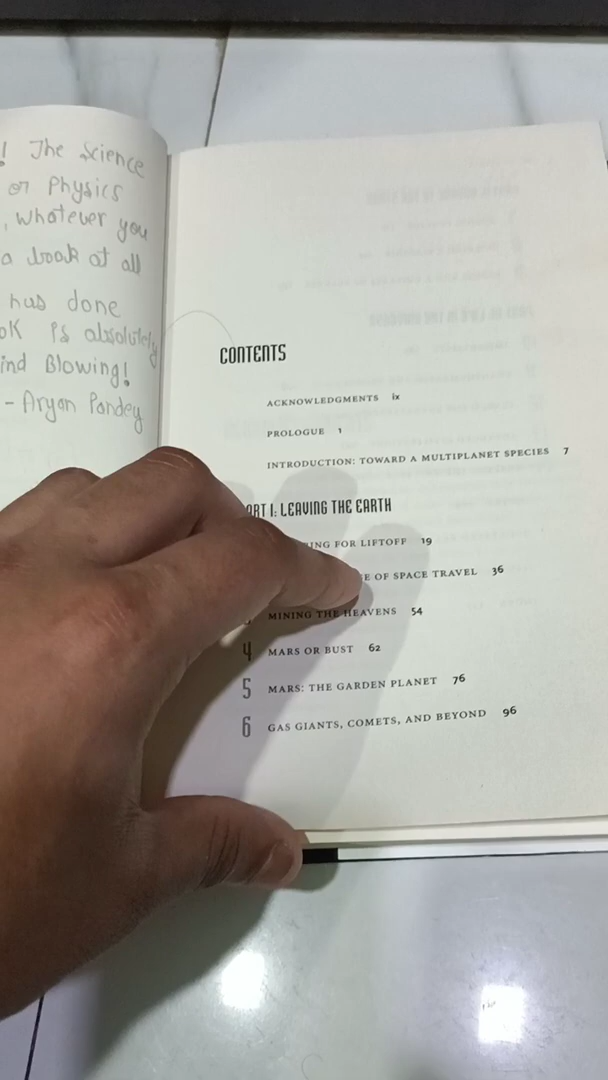 ! The Science
or Physics
, whatever you
a look at all
has done
ok is absolutely
ind Blowing!
- Aryan Pandey
CONTENTS
ACKNOWLEDGMENTS ix
PROLOGUE 1
INTRODUCTION: TOWARD A MULTIPLANET SPECIES 7
ART I: LEAVING THE EARTH
ING FOR LIFTOFF 19
E OF SPACE TRAVEL 36
MINING THE HEAVENS 54
4 MARS OR BUST 62
5 MARS: THE GARDEN PLANET 76
6 GAS GIANTS, COMETS, AND BEYOND 96